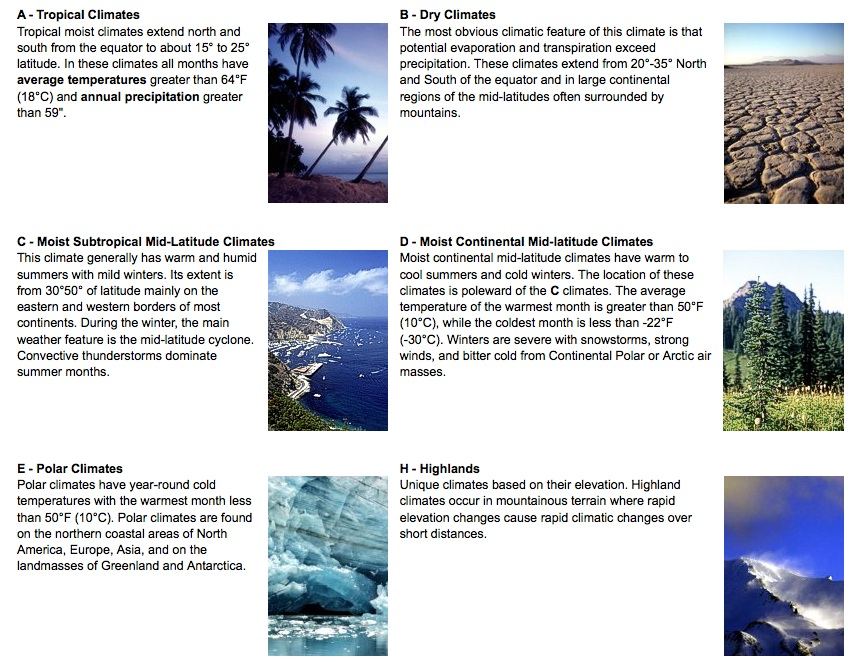 A - Tropical Climates
Tropical moist climates extend north and
south from the equator to about 15° to 25°
latitude. In these climates all months have
average temperatures greater than 64°F
(18°C) and annual precipitation greater
than 59".
B - Dry Climates
The most obvious climatic feature of this climate is that
potential evaporation and transpiration exceed
precipitation. These climates extend from 20°-35° North
and South of the equator and in large continental
regions of the mid-latitudes often surrounded by
mountains.
C - Moist Subtropical Mid-Latitude Climates
This climate generally has warm and humid
summers with mild winters. Its extent is
from 30°50° of latitude mainly on the
eastern and western borders of most
continents. During the winter, the main
weather feature is the mid-latitude cyclone.
Convective thunderstorms dominate
summer months.
D - Moist Continental Mid-latitude Climates
Moist continental mid-latitude climates have warm to
cool summers and cold winters. The location of these
climates is poleward of the C climates. The average
temperature of the warmest month is greater than 50°F
(10°C), while the coldest month is less than -22°F
(-30°C). Winters are severe with snowstorms, strong
winds, and bitter cold from Continental Polar or Arctic air
masses.
E - Polar Climates
Polar climates have year-round cold
temperatures with the warmest month less
than 50°F (10°C). Polar climates are found
on the northern coastal areas of North
America, Europe, Asia, and on the
landmasses of Greenland and Antarctica.
H - Highlands
Unique climates based on their elevation. Highland
climates occur in mountainous terrain where rapid
elevation changes cause rapid climatic changes over
short distances.